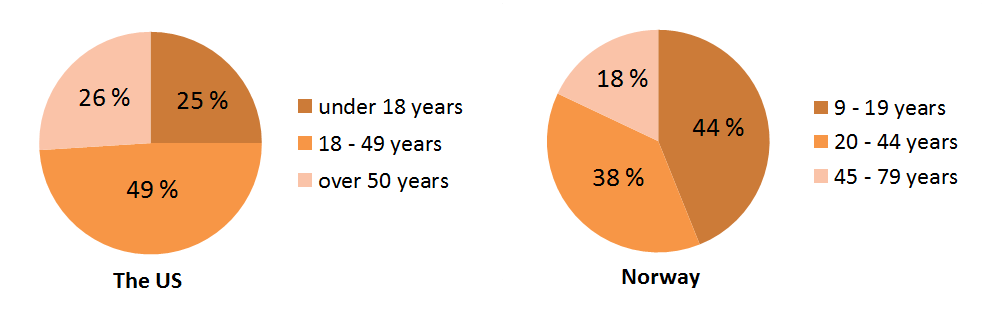 26 %
25 %
49 %
under 18 years
18 - 49 years
over 50 years
The US
18 %
44 %
38 %
9 - 19 years
20 - 44 years
45 - 79 years
Norway